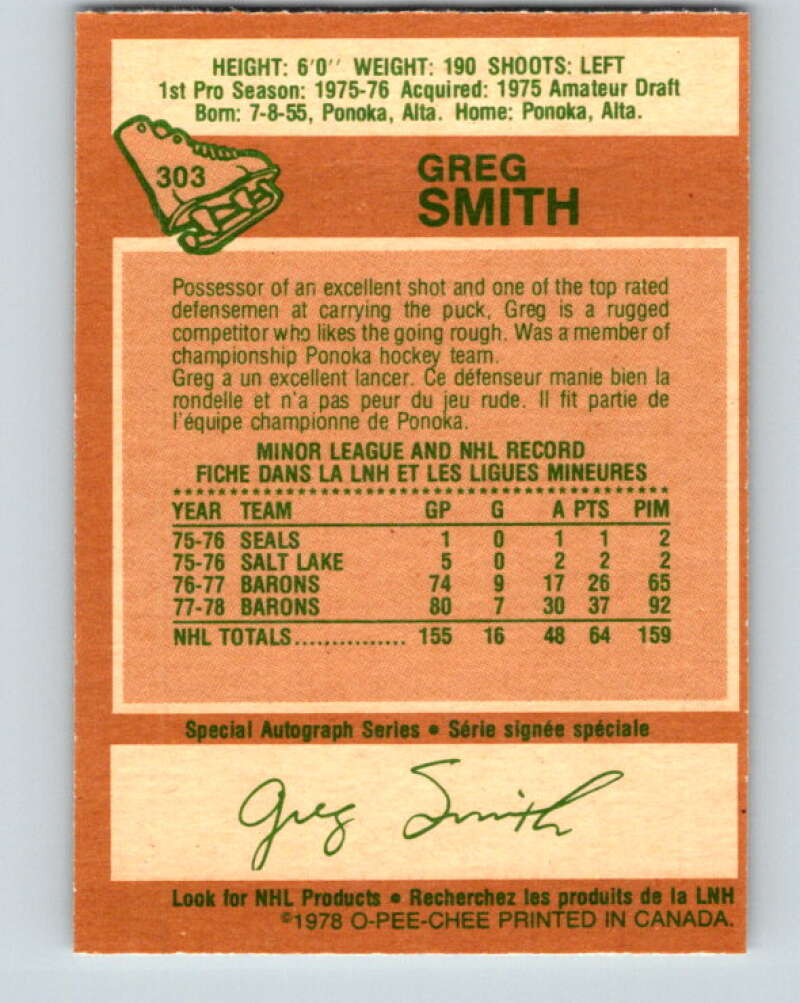 HEIGHT: 6'0'' WEIGHT: 190 SHOOTS: LEFT
1st Pro Season: 1975-76 Acquired: 1975 Amateur Draft
Born: 7-8-55, Ponoka, Alta. Home: Ponoka, Alta.
303
GREG
SMITH
Possessor of an excellent shot and one of the top rated
defensemen at carrying the puck, Greg is a rugged
competitor who likes the going rough. Was a member of
championship Ponoka hockey team.
Greg a un excellent lancer. Ce défenseur manie bien la
rondelle et n'a pas peur du jeu rude. Il fit partie de
l'équipe championne de Ponoka.
MINOR LEAGUE AND NHL RECORD
FICHE DANS LA LNH ET LES LIGUES MINEURES
YEAR TEAM GP G A PTS PIM
75-76 SEALS 1 0 1 1 2
75-76 SALT LAKE 5 0 2 2 2
76-77 BARONS 74 9 17 26 65
77-78 BARONS 80 7 30 37 92
NHL TOTALS............... 155 16 48 64 159
Special Autograph Series • Série signée spéciale
Greg Smith
Look for NHL Products • Recherchez les produits de la LNH
©1978 O-PEE-CHEE PRINTED IN CANADA.